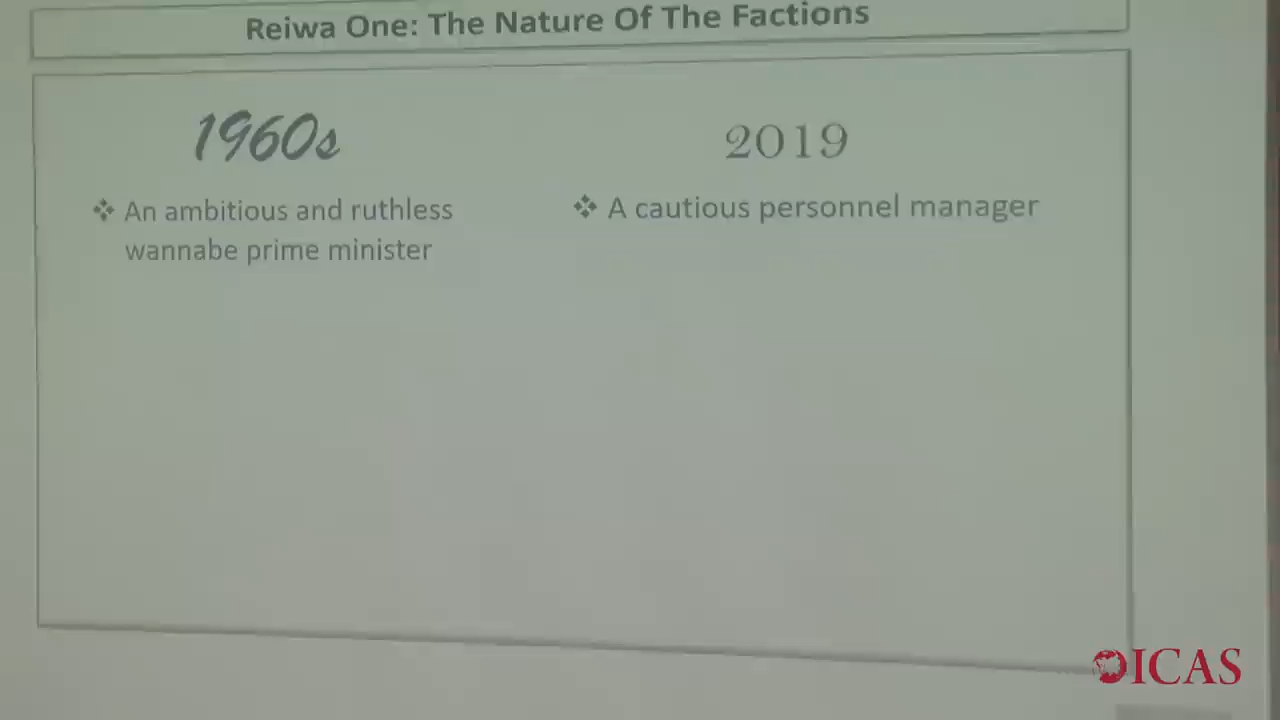 Reiwa One: The Nature Of The Factions
1960s
2019
❖ An ambitious and ruthless
wannabe prime minister
❖ A cautious personnel manager
ICAS